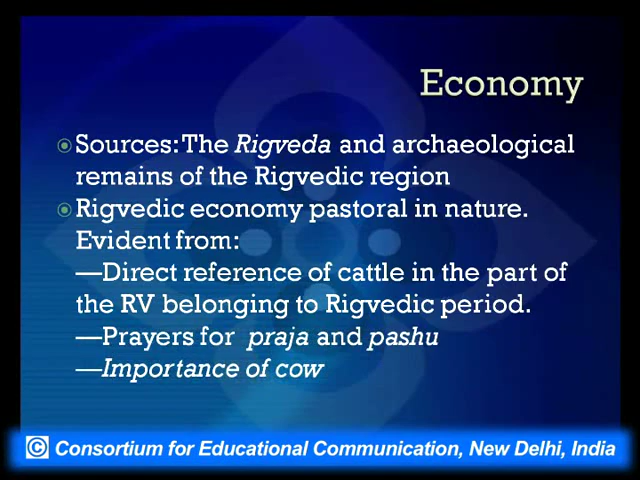 Economy
Sources: The Rigveda and archaeological
remains of the Rigvedic region
Rigvedic economy pastoral in nature.
Evident from:
—Direct reference of cattle in the part of
the RV belonging to Rigvedic period.
—Prayers for praja and pashu
—Importance of cow
© Consortium for Educational Communication, New Delhi, India